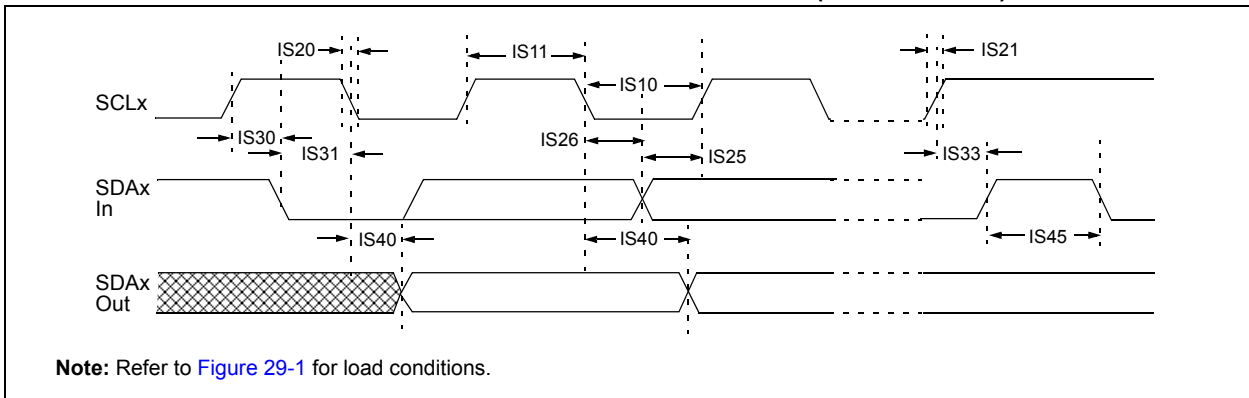 IS20
IS11
IS21
SCLx
IS10
IS30
IS26
IS31
IS25
IS33
SDAx
In
IS40
IS40
IS45
SDAx
Out
Note: Refer to Figure 29-1 for load conditions.